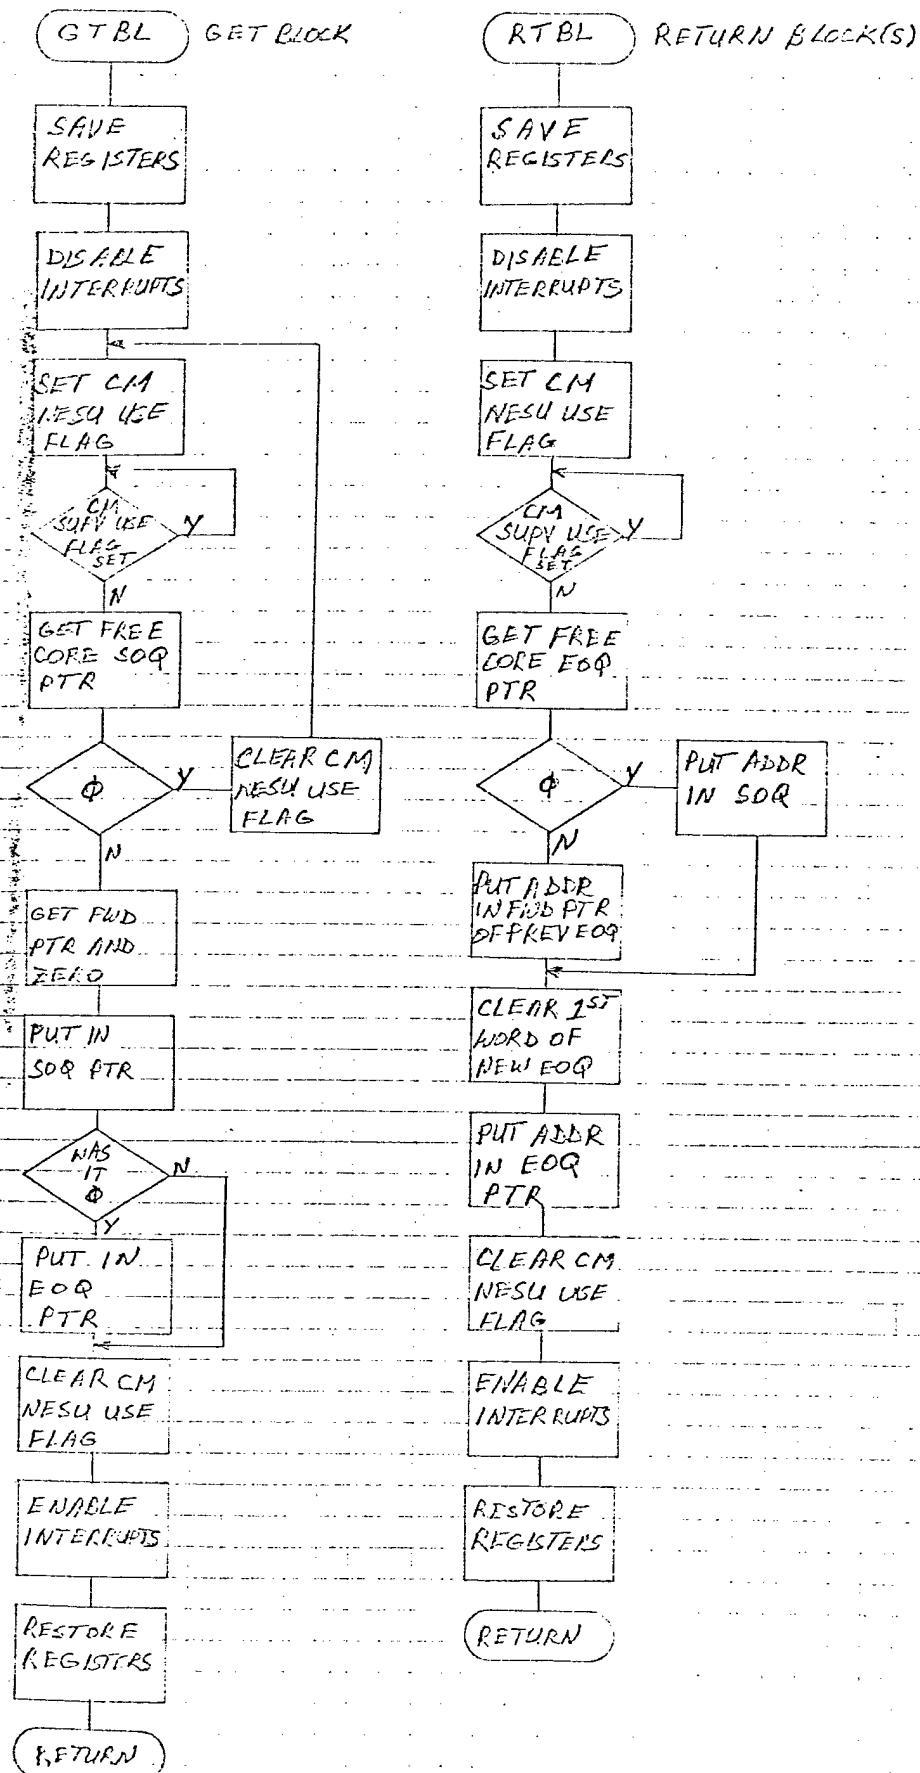 GTBL GET BLOCK
SAVE
REGISTERS
DISABLE
INTERRUPTS
SET CM
NESU USE
FLAG
CM
SUPV USE
FLAG
SET
Y
N
GET FREE
CORE SOQ
PTR
Φ
Y
CLEAR CM
NESU USE
FLAG
N
GET FWD
PTR AND
ZERO
PUT IN
SOQ PTR
WAS
IT
Φ
N
Y
PUT IN
EOQ
PTR
CLEAR CM
NESU USE
FLAG
ENABLE
INTERRUPTS
RESTORE
REGISTERS
RETURN
RTBL RETURN BLOCK(S)
SAVE
REGISTERS
DISABLE
INTERRUPTS
SET CM
NESU USE
FLAG
CM
SUPV USE
FLAG
SET
Y
N
GET FREE
CORE EOQ
PTR
Φ
Y
PUT ADDR
IN SOQ
N
PUT ADDR
IN FWD PTR
OF PREV EOQ
CLEAR 1ST
WORD OF
NEW EOQ
PUT ADDR
IN EOQ
PTR
CLEAR CM
NESU USE
FLAG
ENABLE
INTERRUPTS
RESTORE
REGISTERS
RETURN